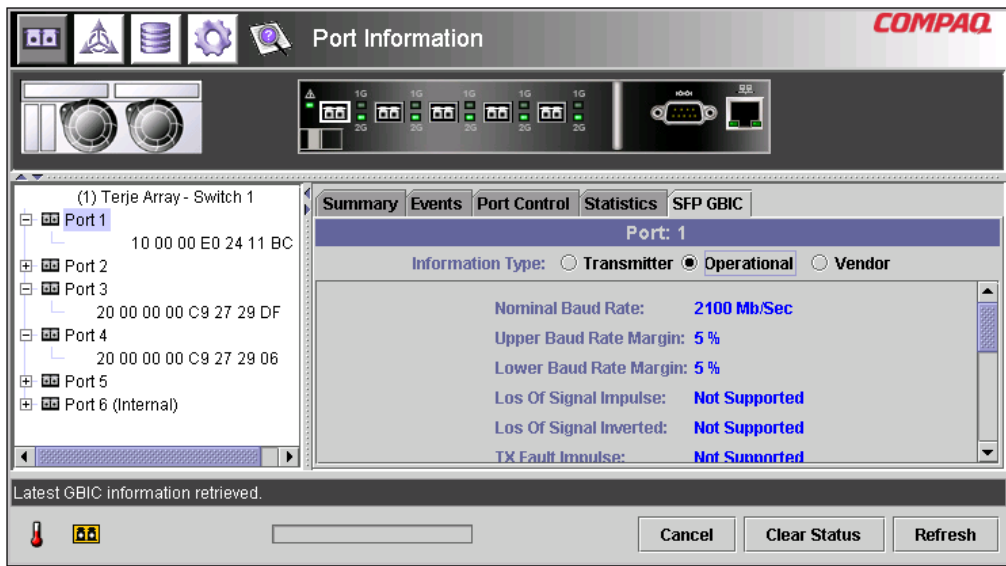 Port Information
COMPAQ
1G 1G 1G 1G 1G
2G 2G 2G 2G 2G
(1) Terje Array - Switch 1
Port 1
10 00 00 E0 24 11 BC
Port 2
Port 3
20 00 00 00 C9 27 29 DF
Port 4
20 00 00 00 C9 27 29 06
Port 5
Port 6 (Internal)
Summary Events Port Control Statistics SFP GBIC
Port: 1
Information Type: Transmitter Operational Vendor
Nominal Baud Rate: 2100 Mb/Sec
Upper Baud Rate Margin: 5 %
Lower Baud Rate Margin: 5 %
Los Of Signal Impulse: Not Supported
Los Of Signal Inverted: Not Supported
TX Fault Impulse: Not Supported
Latest GBIC information retrieved.
Cancel Clear Status Refresh